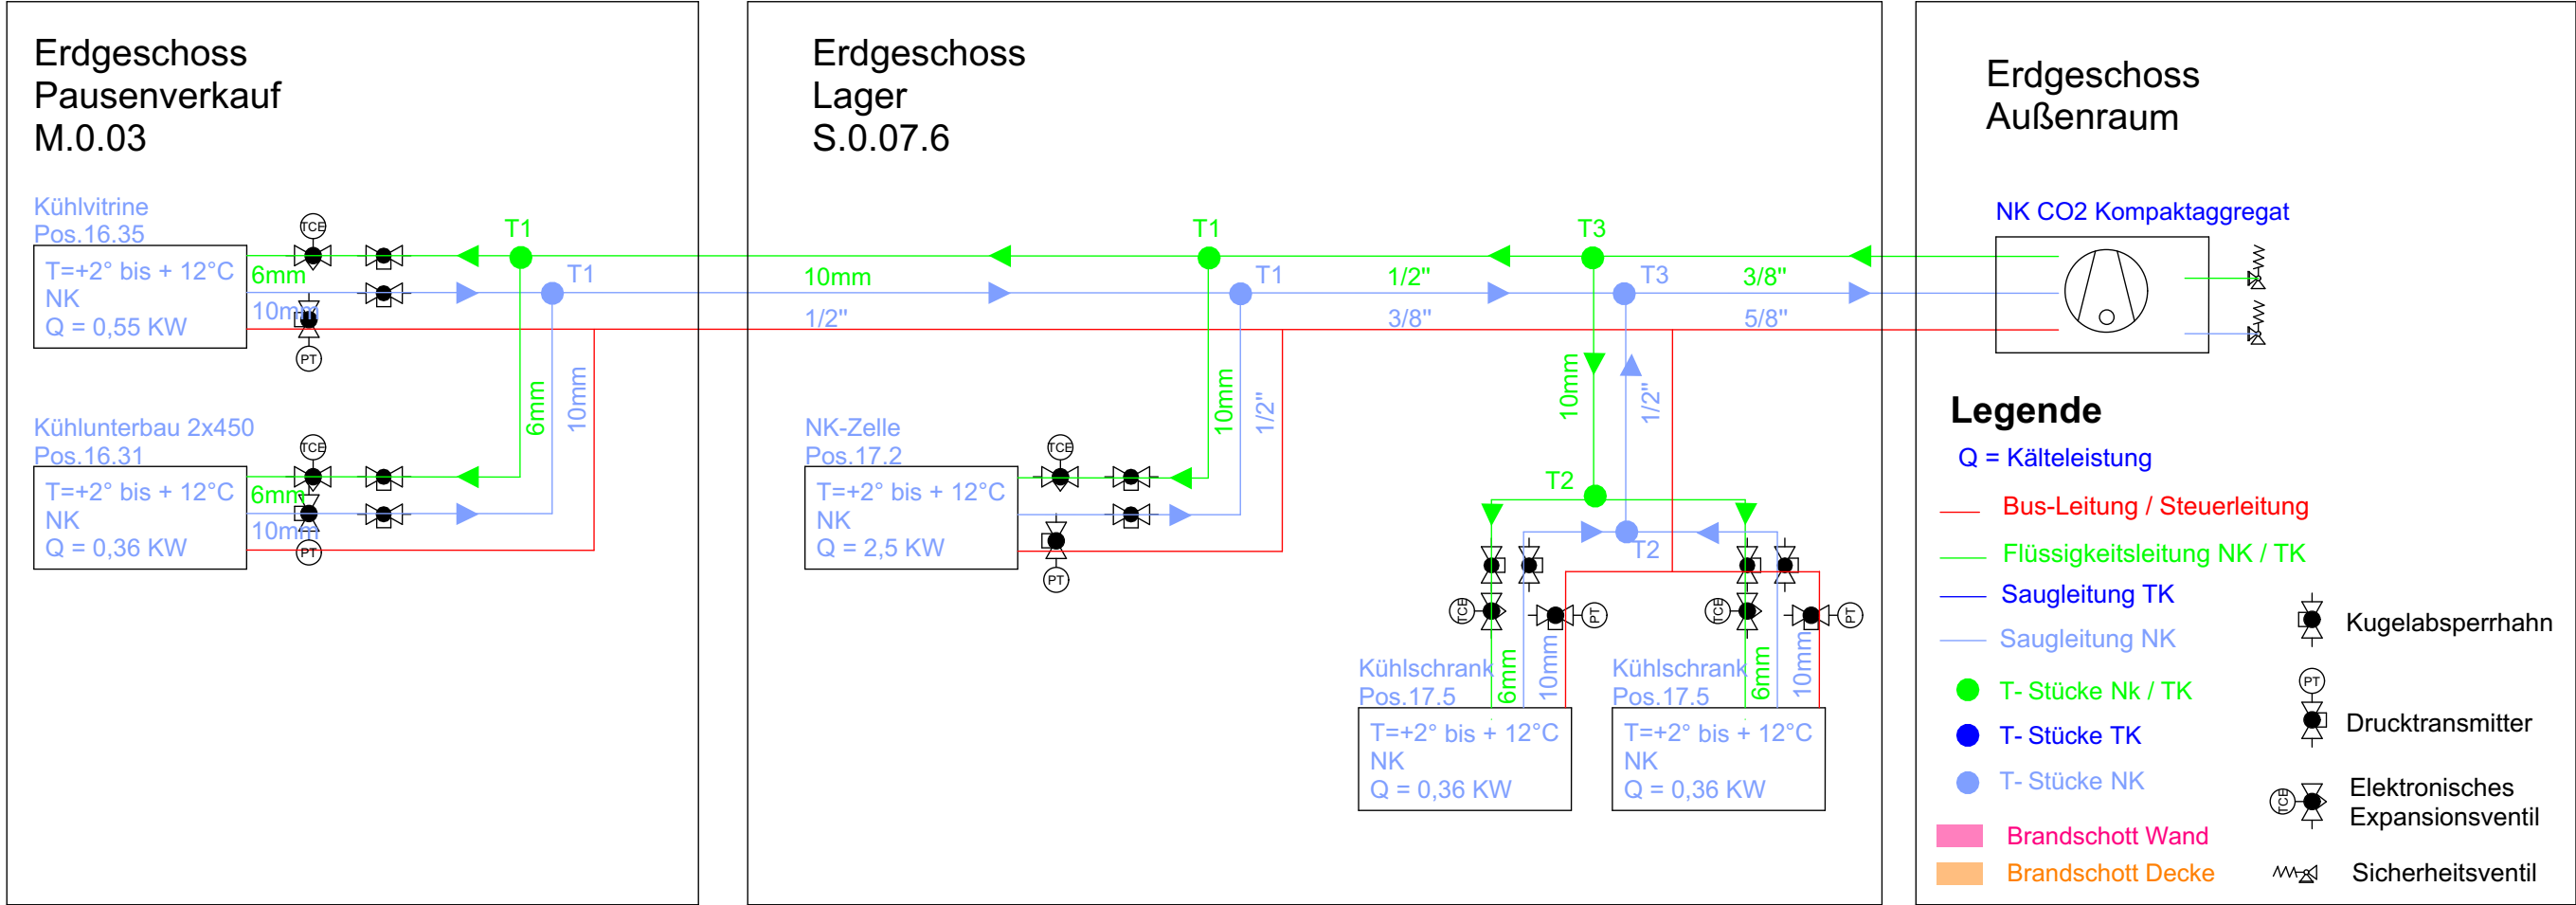 Erdgeschoss
Pausenverkauf
M.0.03
Kühlvitrine
Pos.16.35
T=+2° bis + 12°C
NK
Q = 0,55 KW
TCE
6mm
10mm
PT
T1
T1
6mm
10mm
Kühlunterbau 2x450
Pos.16.31
T=+2° bis + 12°C
NK
Q = 0,36 KW
TCE
6mm
10mm
PT
Erdgeschoss
Lager
S.0.07.6
10mm
1/2"
T1
T1
1/2"
3/8"
T3
T3
3/8"
5/8"
10mm
1/2"
10mm
1/2"
NK-Zelle
Pos.17.2
T=+2° bis + 12°C
NK
Q = 2,5 KW
TCE
PT
T2
T2
TCE
PT
TCE
PT
6mm
10mm
6mm
10mm
Kühlschrank
Pos.17.5
T=+2° bis + 12°C
NK
Q = 0,36 KW
Kühlschrank
Pos.17.5
T=+2° bis + 12°C
NK
Q = 0,36 KW
Erdgeschoss
Außenraum
NK CO2 Kompaktaggregat
Legende
Q = Kälteleistung
Bus-Leitung / Steuerleitung
Flüssigkeitsleitung NK / TK
Saugleitung TK
Saugleitung NK
T- Stücke Nk / TK
T- Stücke TK
T- Stücke NK
Brandschott Wand
Brandschott Decke
Kugelabsperrhahn
PT
Drucktransmitter
TCE
Elektronisches
Expansionsventil
Sicherheitsventil